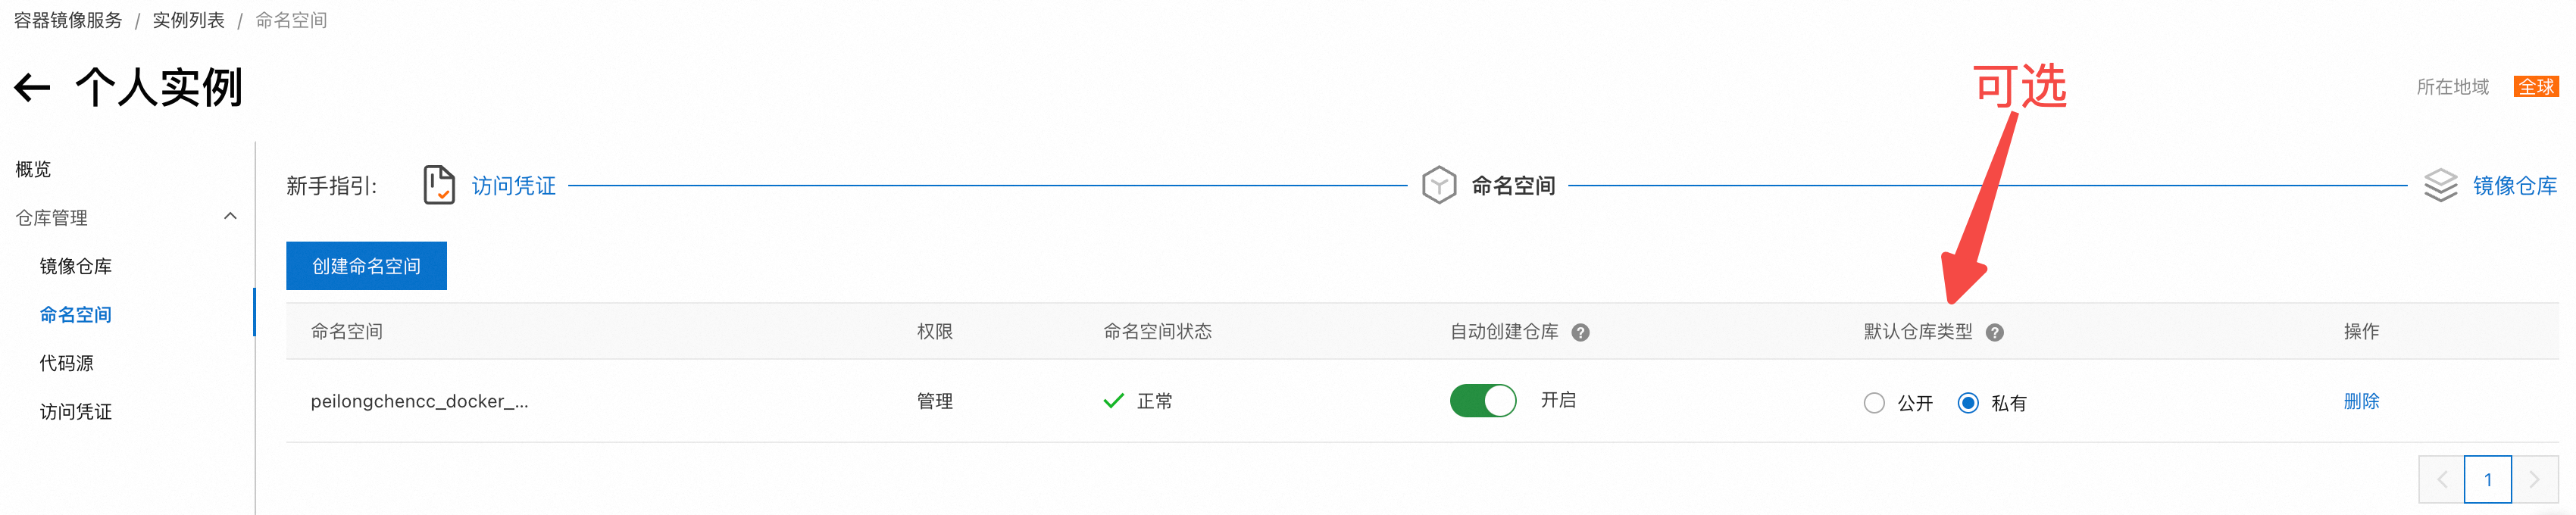 容器镜像服务 / 实例列表 / 命名空间
个人实例
可选
所在地域 全球
概览
仓库管理
镜像仓库
命名空间
代码源
访问凭证
新手指引: 访问凭证 命名空间 镜像仓库
创建命名空间
命名空间 权限 命名空间状态 自动创建仓库 ? 默认仓库类型 ? 操作
peilongchencc_docker_... 管理 正常 开启 公开 私有 删除
1